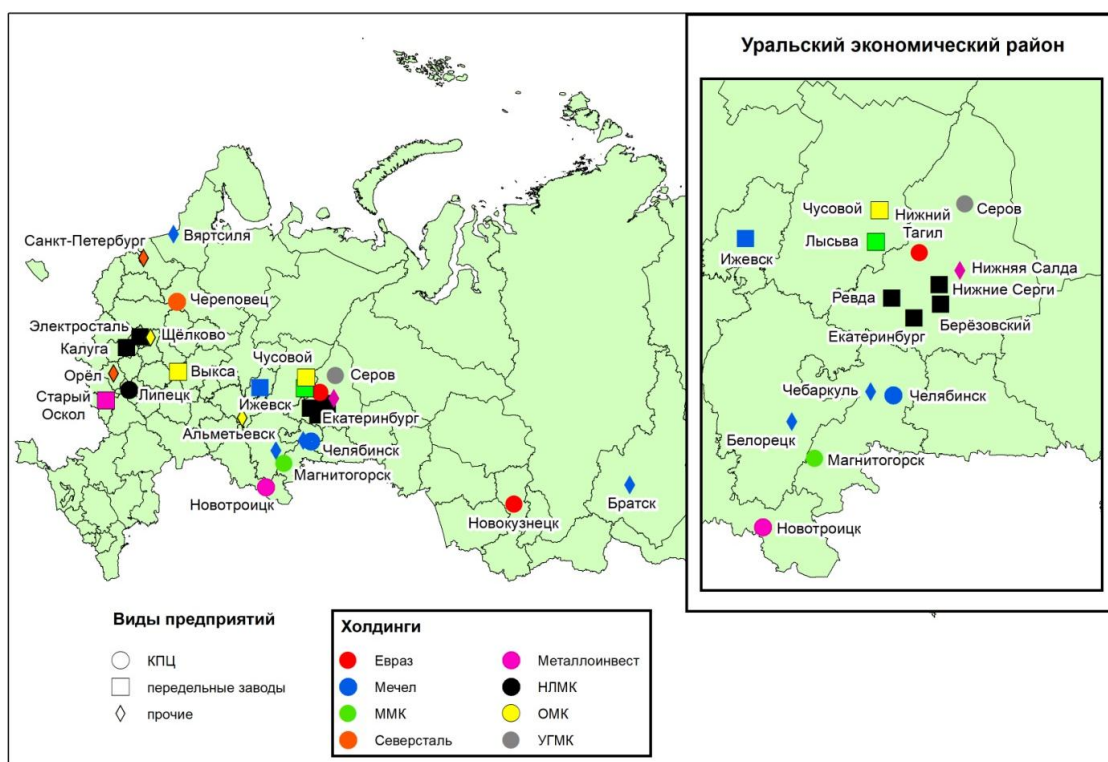 Уральский экономический район
Санкт-Петербург
Вяртсиля
Череповец
Электросталь
Щёлково
Калуга
Орёл
Выкса
Чусовой
Серов
Старый
Оскол
Липецк
Ижевск
Екатеринбург
Альметьевск
Челябинск
Магнитогорск
Новотроицк
Новокузнецк
Братск
Чусовой
Нижний
Тагил
Серов
Лысьва
Ижевск
Нижняя Салда
Нижние Серги
Ревда
Берёзовский
Екатеринбург
Чебаркуль
Челябинск
Белорецк
Магнитогорск
Новотроицк
Виды предприятий
КПЦ
передельные заводы
прочие
Холдинги
Евраз
Мечел
ММК
Северсталь
Металлоинвест
НЛМК
ОМК
УГМК